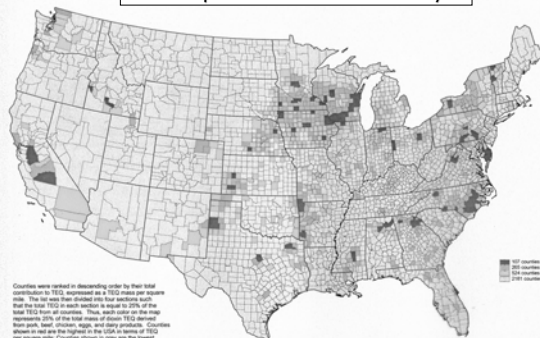 107 counties
265 counties
524 counties
2181 counties
Counties were ranked in descending order by their total
contribution to TEQ, expressed as a TEQ mass per square
mile. The list was then divided into four sections such
that the total TEQ in each section is equal to 25% of the
total TEQ from all counties. Thus, each color on the map
represents 25% of the total mass of dioxin TEQ derived
from pork, beef, chicken, eggs, and dairy products. Counties
shown in red are the highest in the USA in terms of TEQ